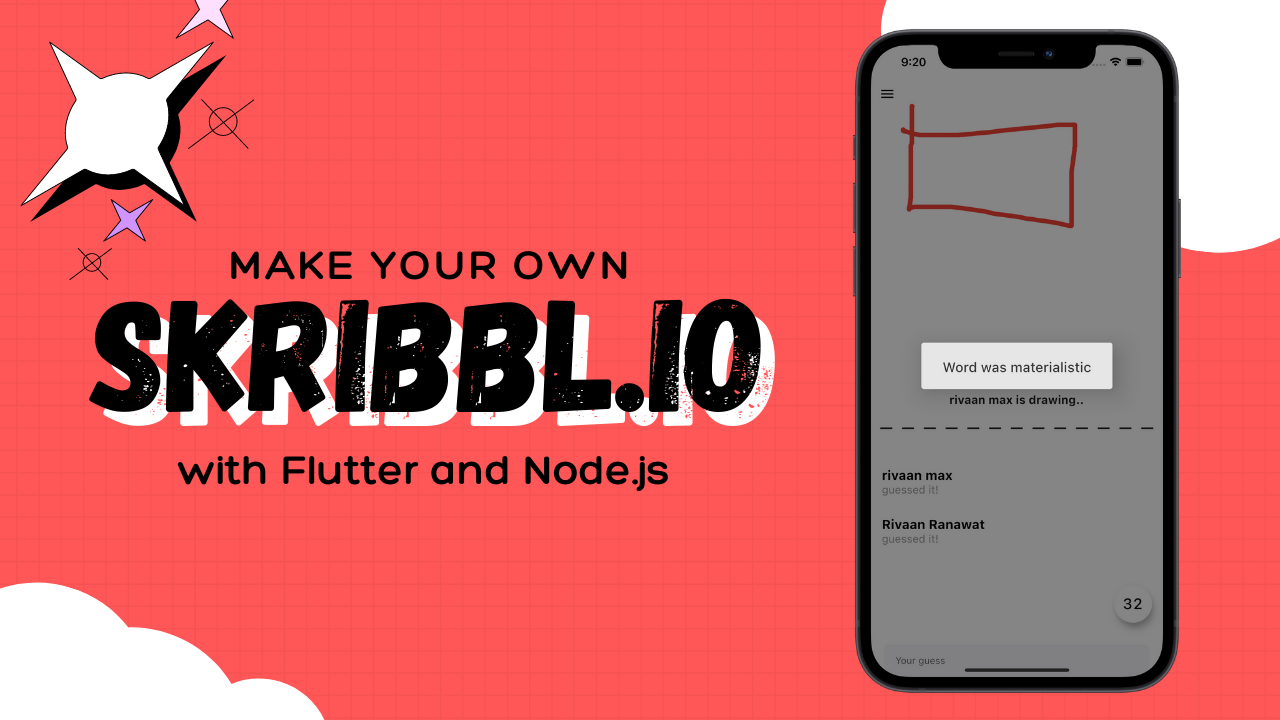 MAKE YOUR OWN
SKRIBBL.IO
with Flutter and Node.js
9:20
Word was materialistic
rivaan max is drawing..
rivaan max
guessed it!
Rivaan Ranawat
guessed it!
32
Your guess